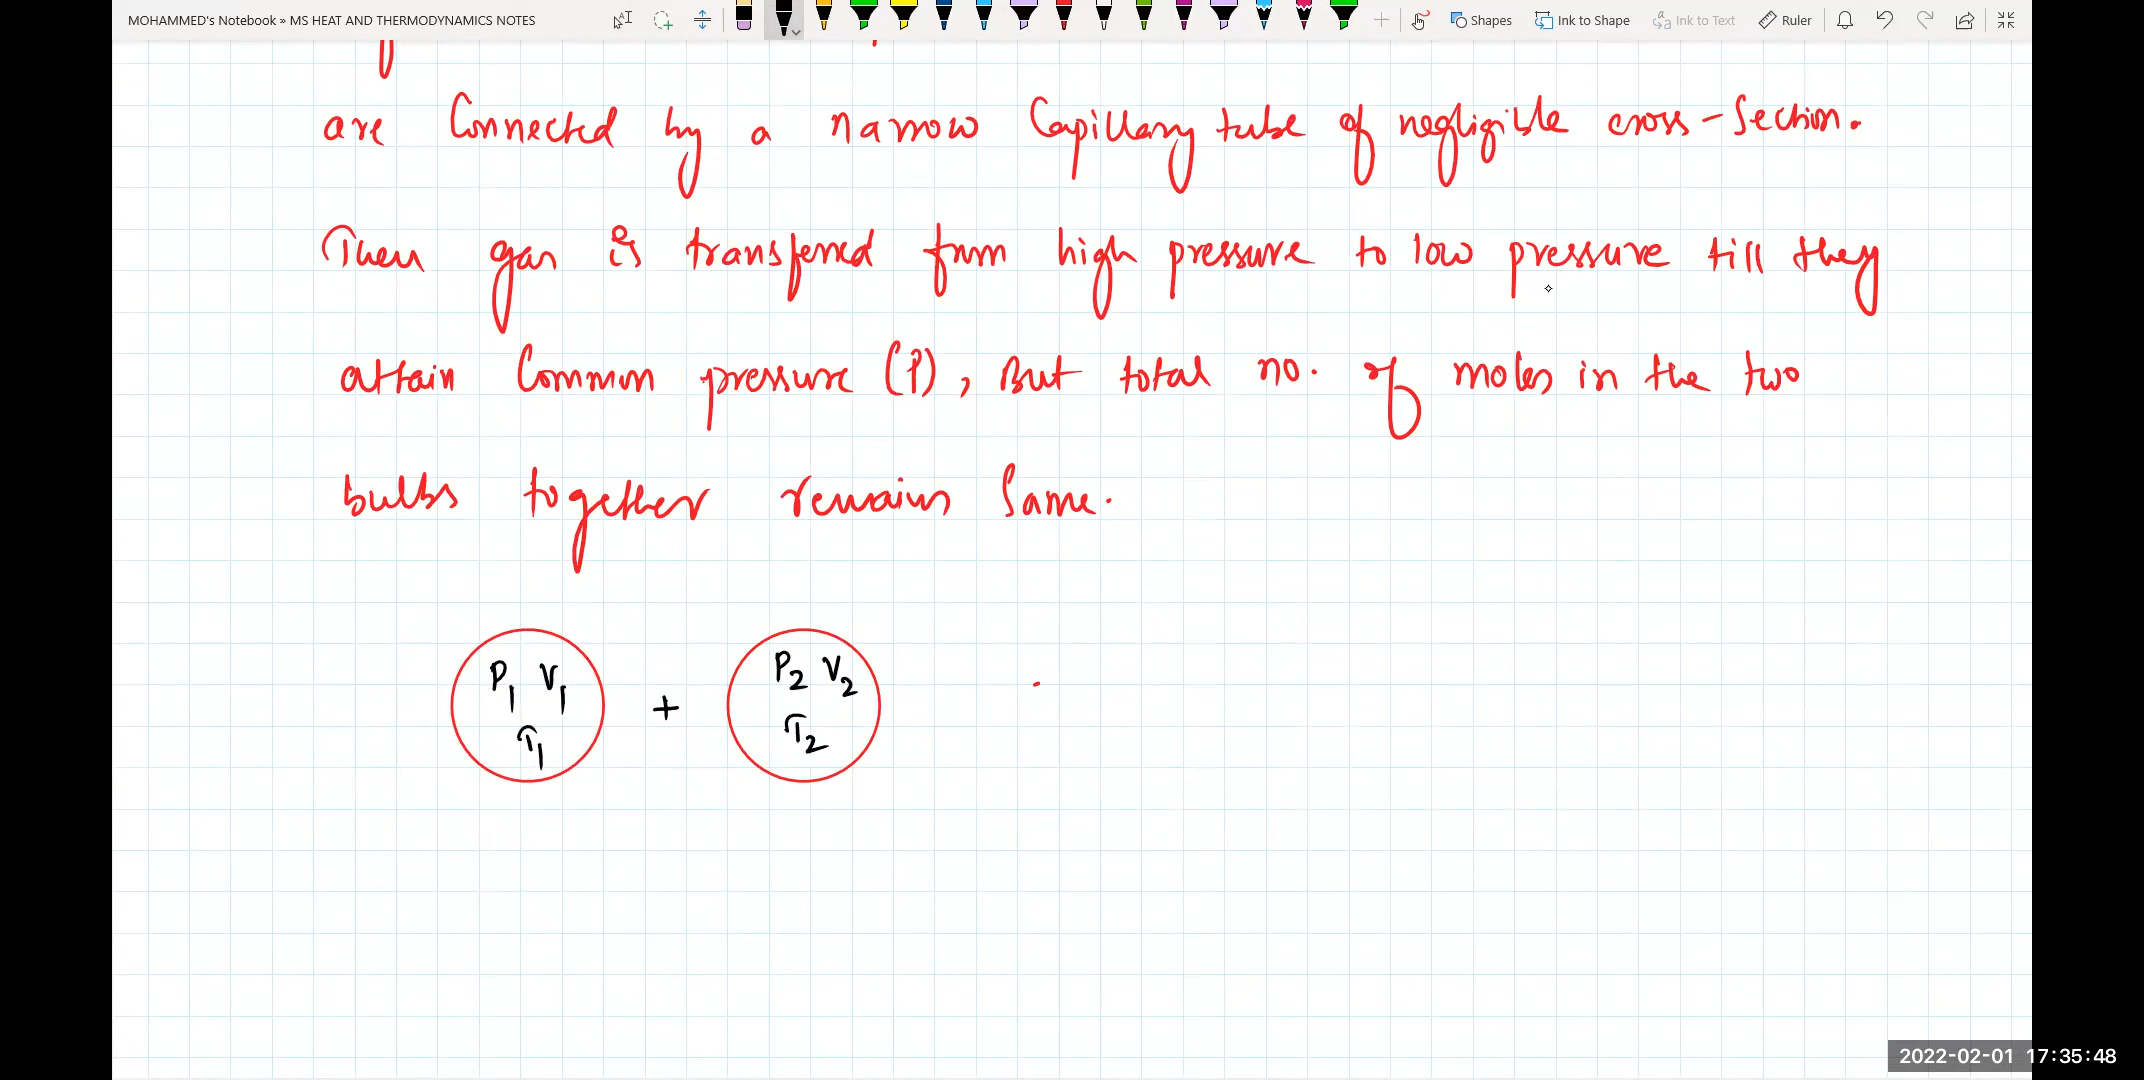 MOHAMMED's Notebook » MS HEAT AND THERMODYNAMICS NOTES
Shapes Ink to Shape Ink to Text Ruler
are Connected by a narrow Capillary tube of negligible cross-Section.
Then gas is transferred from high pressure to low pressure till they
attain Common pressure (P), But total no. of moles in the two
bulbs together remains Same.
P1 V1 + P2 V2
T1 T2
2022-02-01 17:35:48